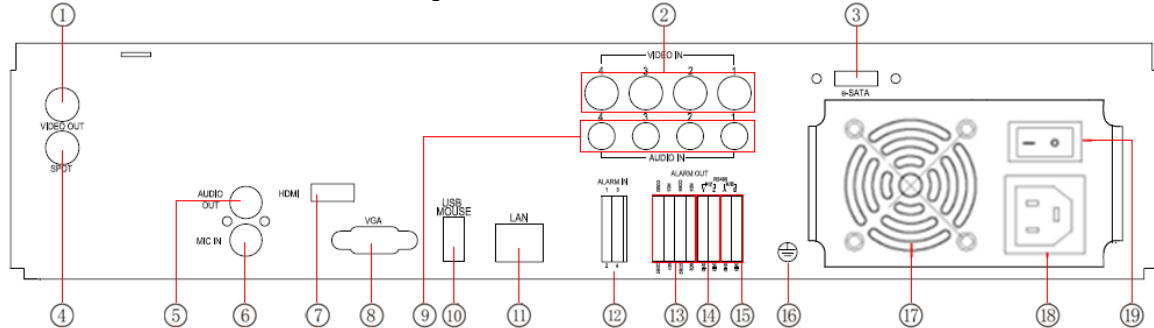 ① ② ③
VIDEO IN
4 3 2 1
e-SATA
VIDEO OUT
4 3 2 1
AUDIO IN
SPOT
⑨
⑲
ALARM IN
1 3
ALARM OUT
AUDIO
OUT
HDMI
VGA
USB
MOUSE
LAN
MIC IN
2 4
④ ⑤ ⑥ ⑦ ⑧ ⑩ ⑪ ⑫ ⑬ ⑭ ⑮ ⑯ ⑰ ⑱